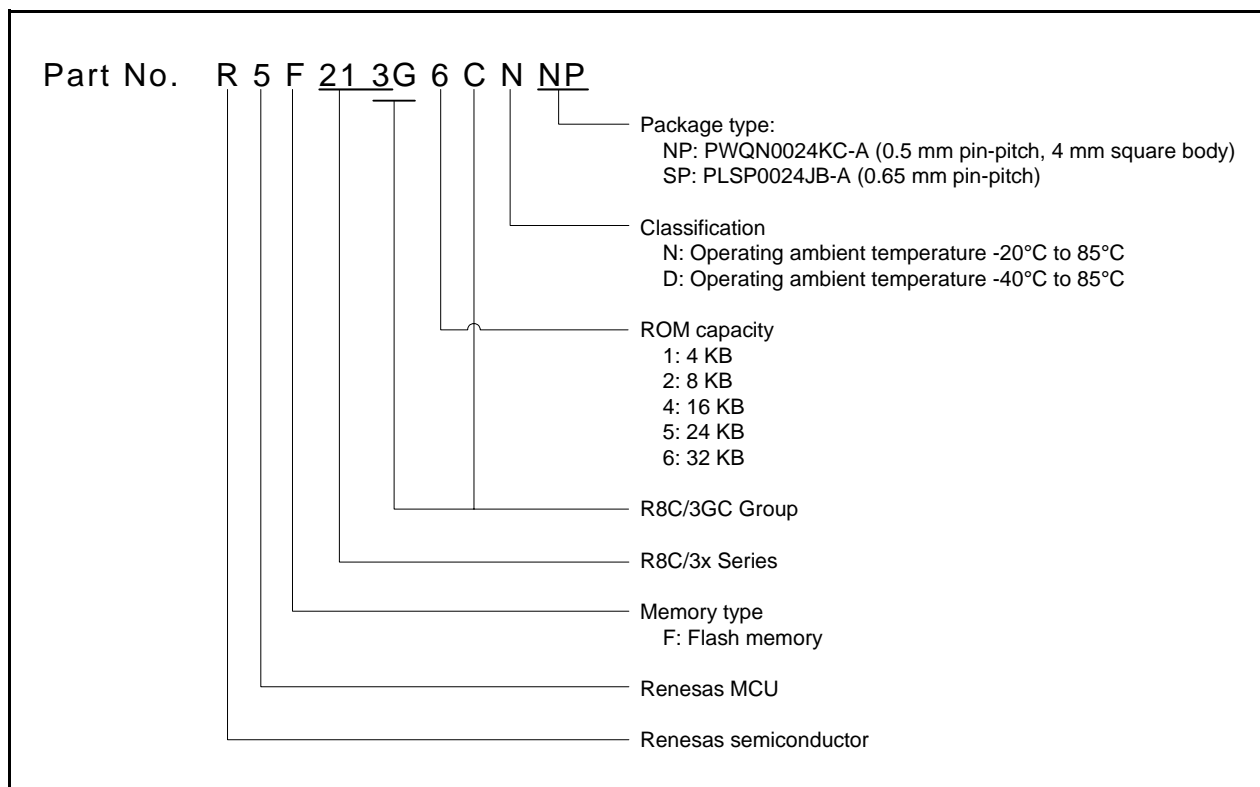 Part No. R 5 F 21 3G 6 C N NP
Package type:
NP: PWQN0024KC-A (0.5 mm pin-pitch, 4 mm square body)
SP: PLSP0024JB-A (0.65 mm pin-pitch)
Classification
N: Operating ambient temperature -20°C to 85°C
D: Operating ambient temperature -40°C to 85°C
ROM capacity
1: 4 KB
2: 8 KB
4: 16 KB
5: 24 KB
6: 32 KB
R8C/3GC Group
R8C/3x Series
Memory type
F: Flash memory
Renesas MCU
Renesas semiconductor